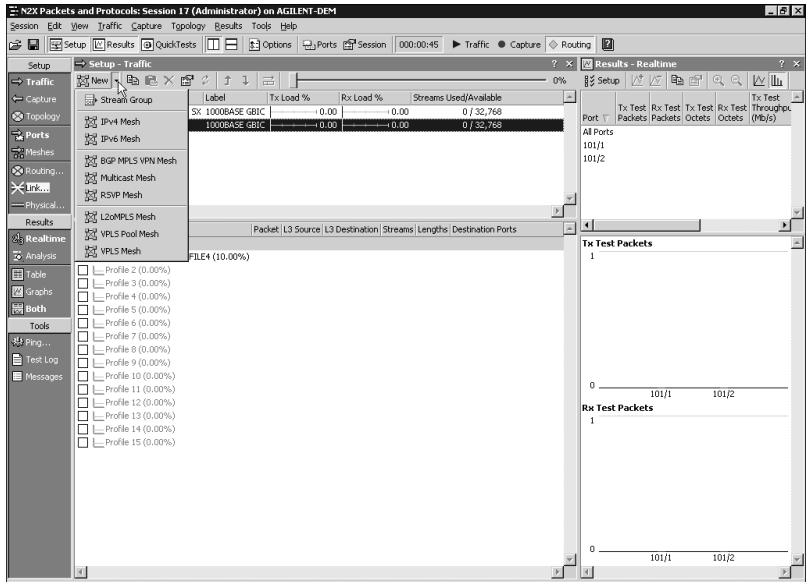 N2X Packets and Protocols: Session 17 (Administrator) on AGILENT-DEM
Session Edit View Traffic Capture Topology Results Tools Help
Setup Results QuickTests Options Ports Session 000:00:45 Traffic Capture Routing
Setup
Traffic
Capture
Topology
Ports
Meshes
Routing...
Link...
Physical...
Results
Realtime
Analysis
Table
Graphs
Both
Tools
Ping...
Test Log
Messages
Setup - Traffic
New 0%
Stream Group
IPv4 Mesh
IPv6 Mesh
BGP MPLS VPN Mesh
Multicast Mesh
RSVP Mesh
L2oMPLS Mesh
VPLS Pool Mesh
VPLS Mesh
Label Tx Load % Rx Load % Streams Used/Available
SX 1000BASE GBIC 0.00 0.00 0 / 32,768
1000BASE GBIC 0.00 0.00 0 / 32,768
Packet L3 Source L3 Destination Streams Lengths Destination Ports
FILE4 (10.00%)
Profile 2 (0.00%)
Profile 3 (0.00%)
Profile 4 (0.00%)
Profile 5 (0.00%)
Profile 6 (0.00%)
Profile 7 (0.00%)
Profile 8 (0.00%)
Profile 9 (0.00%)
Profile 10 (0.00%)
Profile 11 (0.00%)
Profile 12 (0.00%)
Profile 13 (0.00%)
Profile 14 (0.00%)
Profile 15 (0.00%)
Results - Realtime
Setup
Port Tx Test Packets Rx Test Packets Tx Test Octets Rx Test Octets Tx Test Throughpu (Mb/s)
All Ports
101/1
101/2
Tx Test Packets
1
0
101/1 101/2
Rx Test Packets
1
0
101/1 101/2